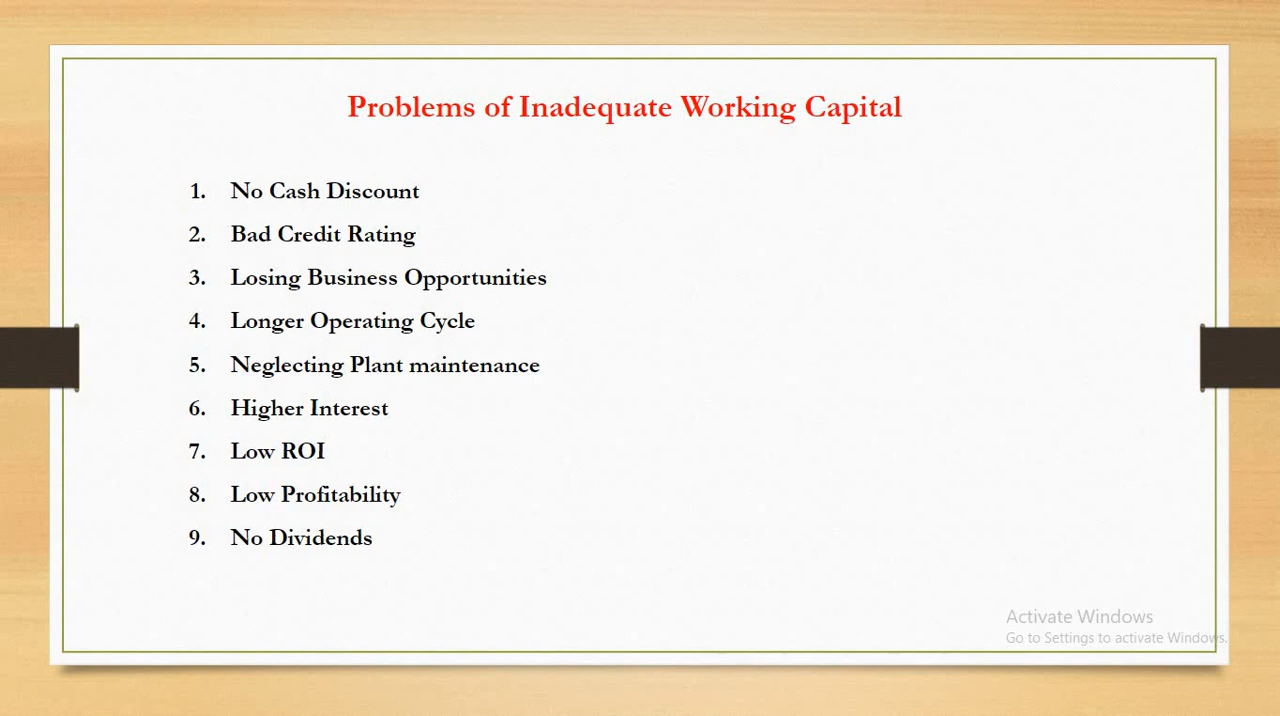 Problems of Inadequate Working Capital
1. No Cash Discount
2. Bad Credit Rating
3. Losing Business Opportunities
4. Longer Operating Cycle
5. Neglecting Plant maintenance
6. Higher Interest
7. Low ROI
8. Low Profitability
9. No Dividends
Activate Windows
Go to Settings to activate Windows.